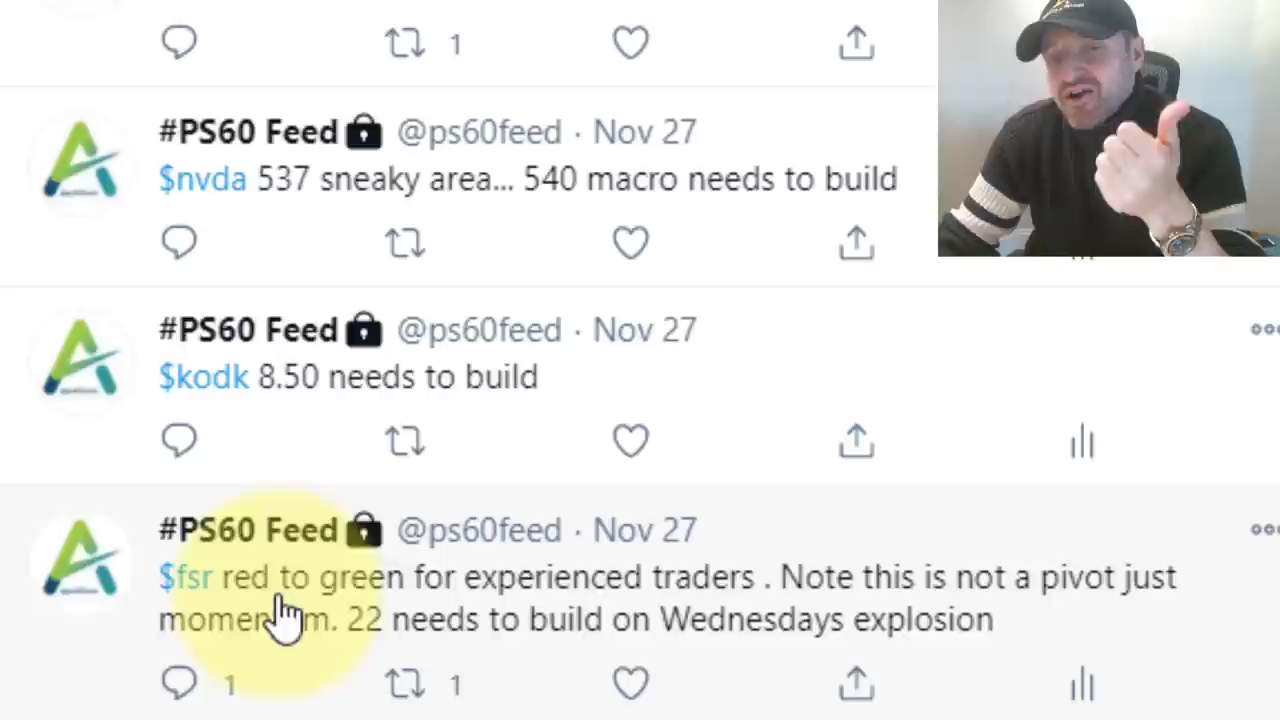 1
#PS60 Feed @ps60feed · Nov 27
$nvda 537 sneaky area... 540 macro needs to build
#PS60 Feed @ps60feed · Nov 27
$kodk 8.50 needs to build
#PS60 Feed @ps60feed · Nov 27
$fsr red to green for experienced traders . Note this is not a pivot just
momentum. 22 needs to build on Wednesdays explosion
1 1